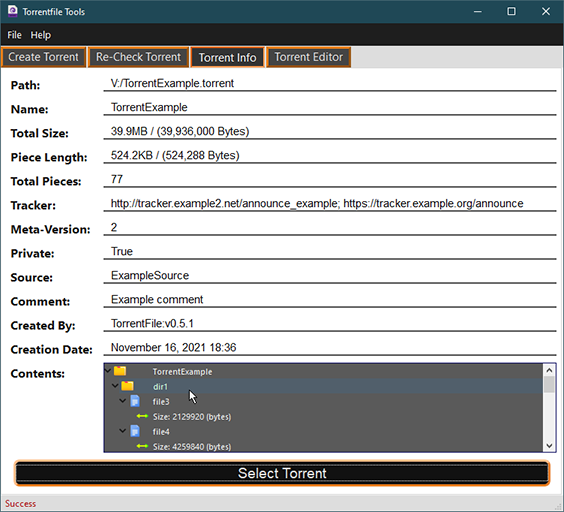 Torrentfile Tools
File Help
Create Torrent Re-Check Torrent Torrent Info Torrent Editor
Path: V:/TorrentExample.torrent
Name: TorrentExample
Total Size: 39.9MB / (39,936,000 Bytes)
Piece Length: 524.2KB / (524,288 Bytes)
Total Pieces: 77
Tracker: http://tracker.example2.net/announce_example; https://tracker.example.org/announce
Meta-Version: 2
Private: True
Source: ExampleSource
Comment: Example comment
Created By: TorrentFile:v0.5.1
Creation Date: November 16, 2021 18:36
Contents: TorrentExample
dir1
file3
Size: 2129920 (bytes)
file4
Size: 4259840 (bytes)
Select Torrent
Success